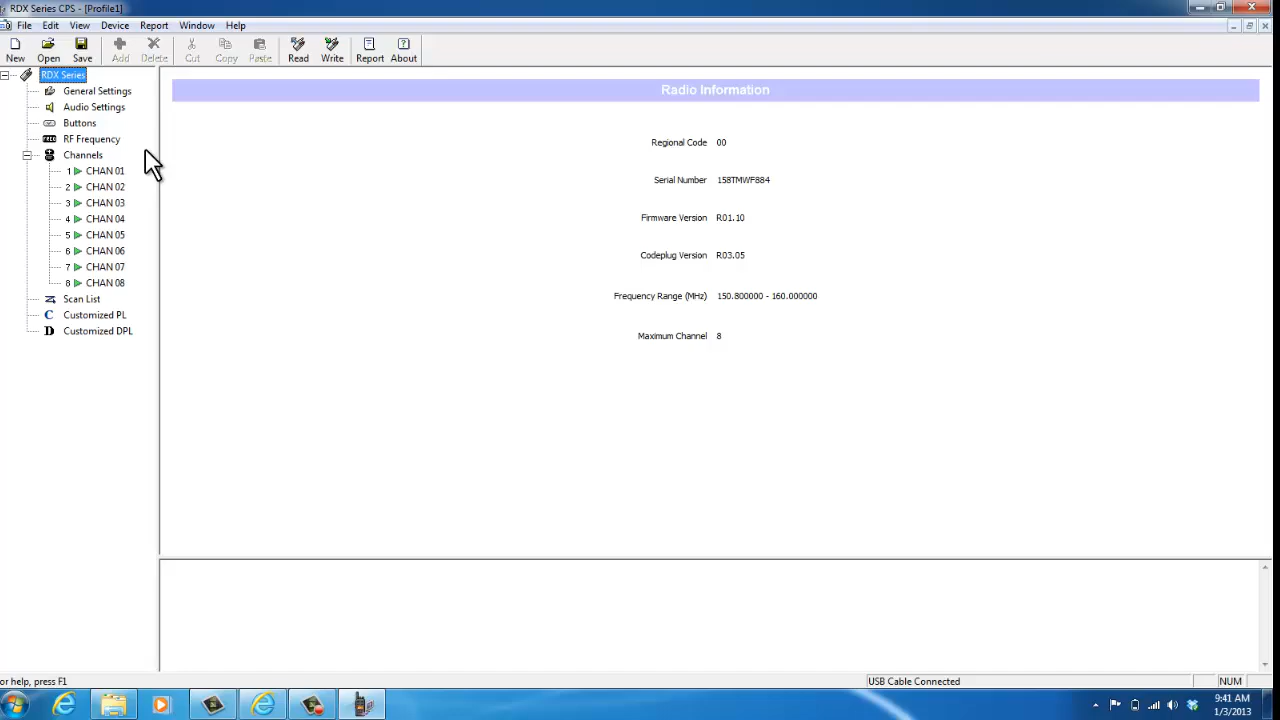 RDX Series CPS - [Profile1]
File Edit View Device Report Window Help
New Open Save Add Delete Cut Copy Paste Read Write Report About
RDX Series
General Settings
Audio Settings
Buttons
RF Frequency
Channels
1 CHAN 01
2 CHAN 02
3 CHAN 03
4 CHAN 04
5 CHAN 05
6 CHAN 06
7 CHAN 07
8 CHAN 08
Scan List
C Customized PL
D Customized DPL
Radio Information
Regional Code 00
Serial Number 158TMWF884
Firmware Version R01.10
Codeplug Version R03.05
Frequency Range (MHz) 150.800000 - 160.000000
Maximum Channel 8
or help, press F1
USB Cable Connected
NUM
9:41 AM
1/3/2013